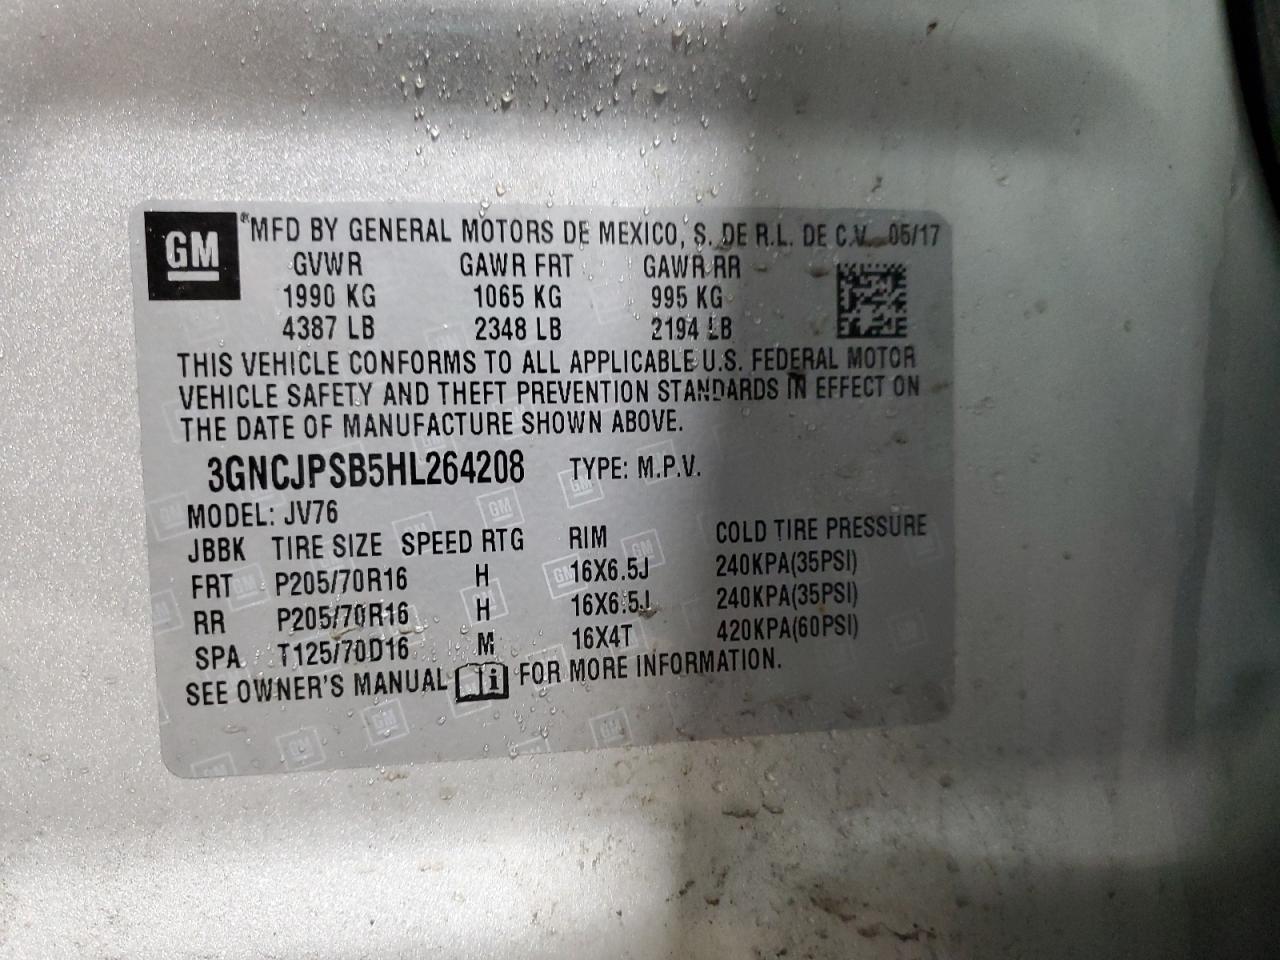 GM
®MFD BY GENERAL MOTORS DE MEXICO, S. DE R.L. DE C.V. 05/17
GVWR GAWR FRT GAWR RR
1990 KG 1065 KG 995 KG
4387 LB 2348 LB 2194 LB
THIS VEHICLE CONFORMS TO ALL APPLICABLE U.S. FEDERAL MOTOR
VEHICLE SAFETY AND THEFT PREVENTION STANDARDS IN EFFECT ON
THE DATE OF MANUFACTURE SHOWN ABOVE.
3GNCJPSB5HL264208 TYPE: M.P.V.
MODEL: JV76
JBBK TIRE SIZE SPEED RTG RIM COLD TIRE PRESSURE
FRT P205/70R16 H 16X6.5J 240KPA(35PSI)
RR P205/70R16 H 16X6.5J 240KPA(35PSI)
SPA T125/70D16 M 16X4T 420KPA(60PSI)
SEE OWNER'S MANUAL i FOR MORE INFORMATION.